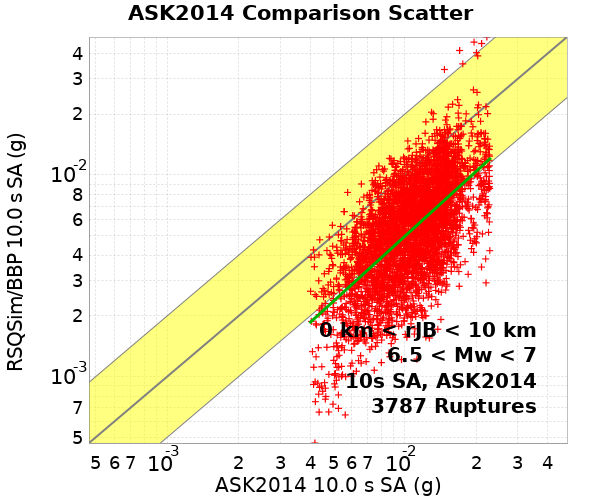 ASK2014 Comparison Scatter
RSQSim/BBP 10.0 s SA (g)
4
3
2
10-2
8
6
4
3
2
10-3
7
5
0 km < rJB < 10 km
6.5 < Mw < 7
10s SA, ASK2014
3787 Ruptures
5 6 7 10-3 2 3 4 5 6 7 10-2 2 3 4
ASK2014 10.0 s SA (g)